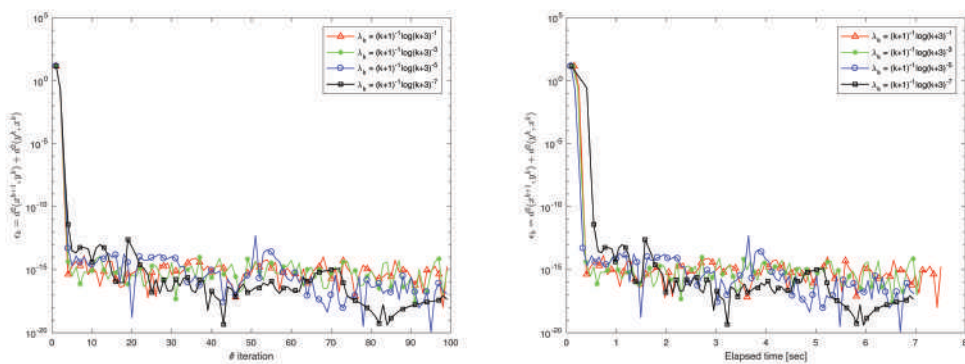 10^5
10^0
10^-5
10^-10
10^-15
10^-20
ϵ_k = d²(x^{k+1}, y^k) + d²(y^k, x^k)
0 10 20 30 40 50 60 70 80 90 100
# iteration
λ_k = (k+1)^-1 log(k+3)^-1
λ_k = (k+1)^-1 log(k+3)^-3
λ_k = (k+1)^-1 log(k+3)^-5
λ_k = (k+1)^-1 log(k+3)^-7
10^5
10^0
10^-5
10^-10
10^-15
10^-20
ϵ_k = d²(x^{k+1}, y^k) + d²(y^k, x^k)
0 1 2 3 4 5 6 7 8
Elapsed time [sec]
λ_k = (k+1)^-1 log(k+3)^-1
λ_k = (k+1)^-1 log(k+3)^-3
λ_k = (k+1)^-1 log(k+3)^-5
λ_k = (k+1)^-1 log(k+3)^-7